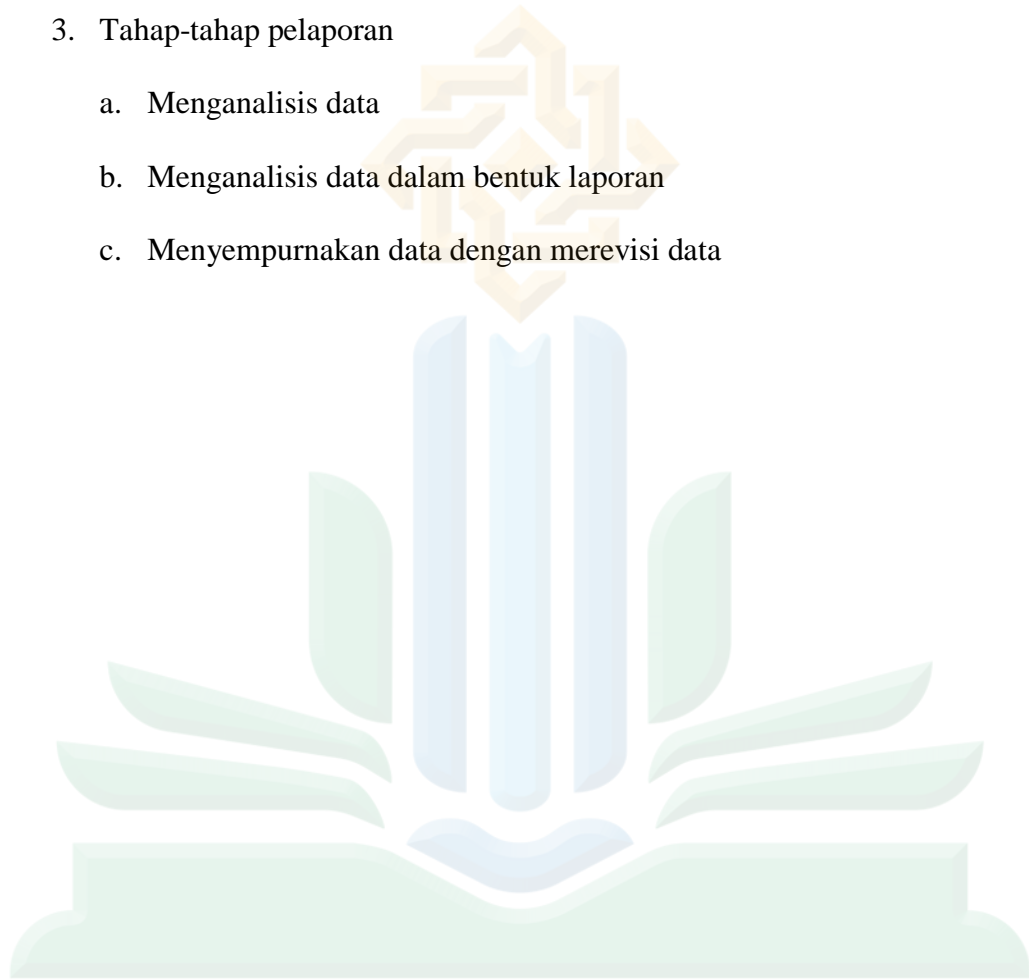 3. Tahap-tahap pelaporan
a. Menganalisis data
b. Menganalisis data dalam bentuk laporan
c. Menyempurnakan data dengan merevisi data